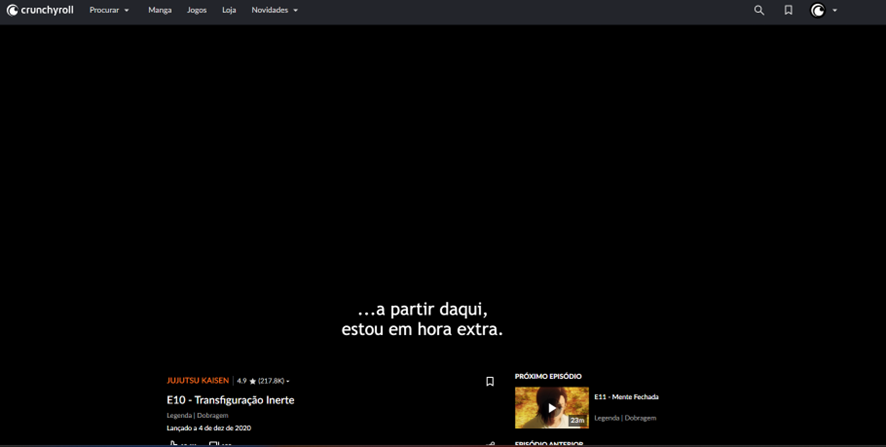 crunchyroll Procurar Manga Jogos Loja Novidades
...a partir daqui,
estou em hora extra.
JUJUTSU KAISEN | 4.9 ★ (217.8K)
E10 - Transfiguração Inerte
Legenda | Dobragem
Lançado a 4 de dez de 2020
PRÓXIMO EPISÓDIO
23m
E11 - Mente Fechada
Legenda | Dobragem
EPISÓDIO ANTERIOR